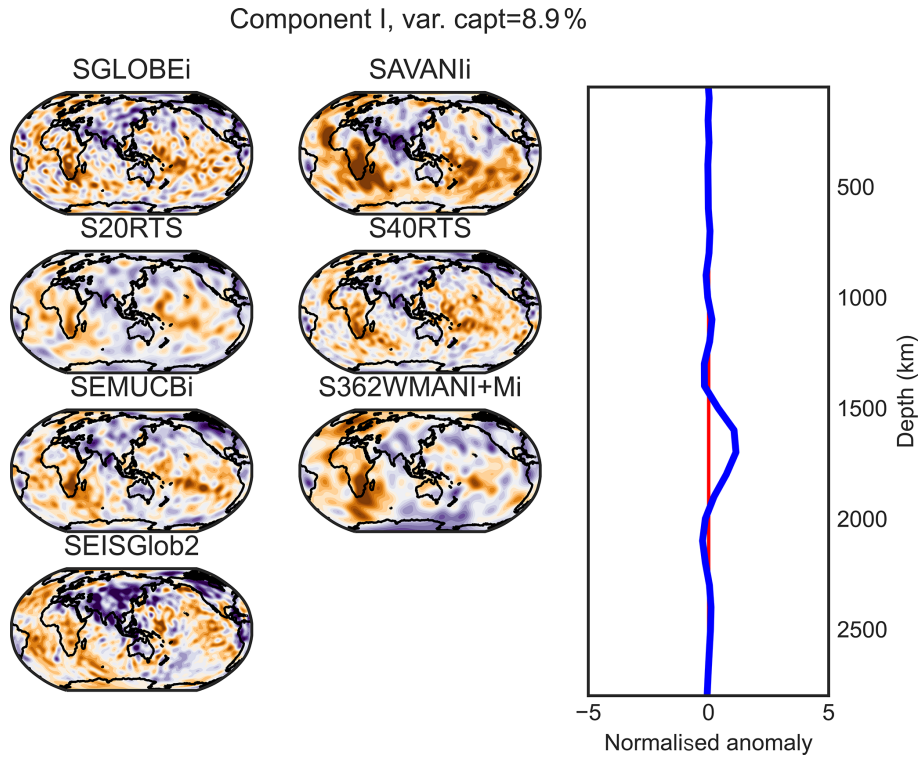 Component I, var. capt=8.9%
SGLOBEi
SAVANIi
S20RTS
S40RTS
SEMUCBi
S362WMANI+Mi
SEISGlob2
500
1000
1500
2000
2500
Depth (km)
−5
0
5
Normalised anomaly